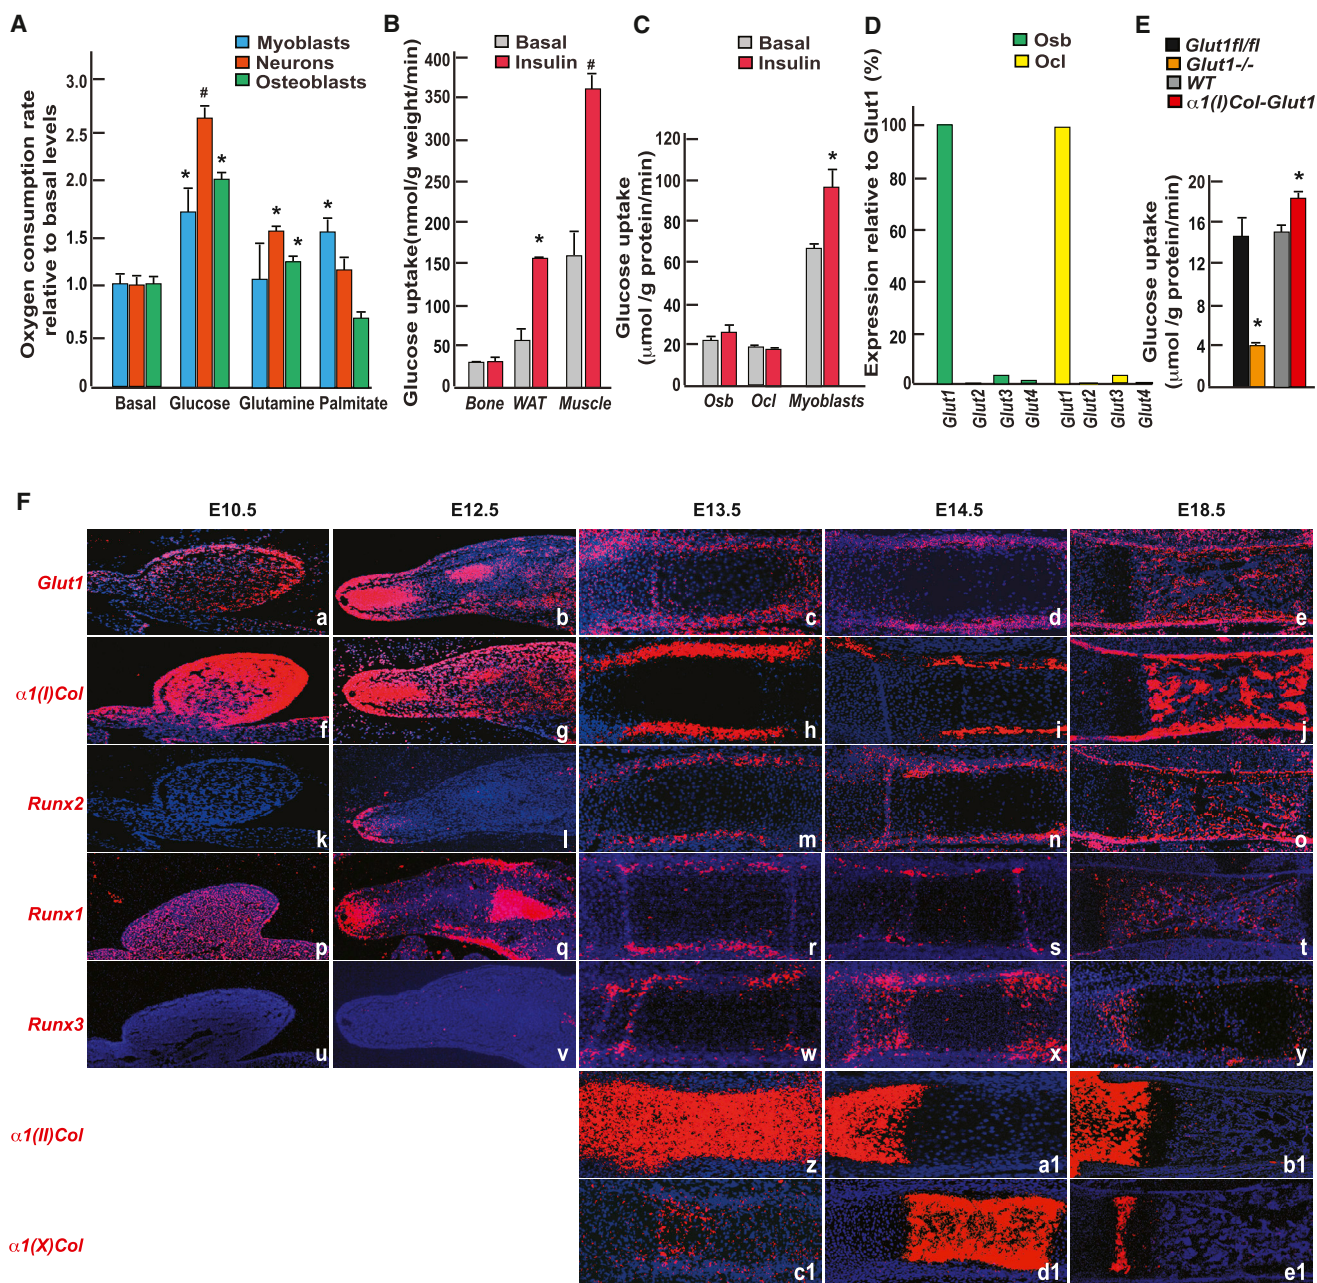 A
Myoblasts
Neurons
Osteoblasts
Oxygen consumption rate
relative to basal levels
3.0
2.5
2.0
1.5
1.0
0.5
0
* # *
* *
*
Basal Glucose Glutamine Palmitate
B
Basal
Insulin
Glucose uptake(nmol/g weight/min)
400
350
300
250
200
150
100
50
0
* #
Bone WAT Muscle
C
Basal
Insulin
Glucose uptake
(μmol /g protein/min)
120
100
80
60
40
20
0
*
Osb Ocl Myoblasts
D
Osb
Ocl
Expression relative to Glut1 (%)
100
80
60
40
20
0
Glut1 Glut2 Glut3 Glut4 Glut1 Glut2 Glut3 Glut4
E
Glut1fl/fl
Glut1-/-
WT
α1(I)Col-Glut1
Glucose uptake
(μmol /g protein/min)
20
16
12
8
4
0
* *
F
E10.5 E12.5 E13.5 E14.5 E18.5
Glut1 a b c d e
α1(I)Col f g h i j
Runx2 k l m n o
Runx1 p q r s t
Runx3 u v w x y
α1(II)Col z a1 b1
α1(X)Col c1 d1 e1